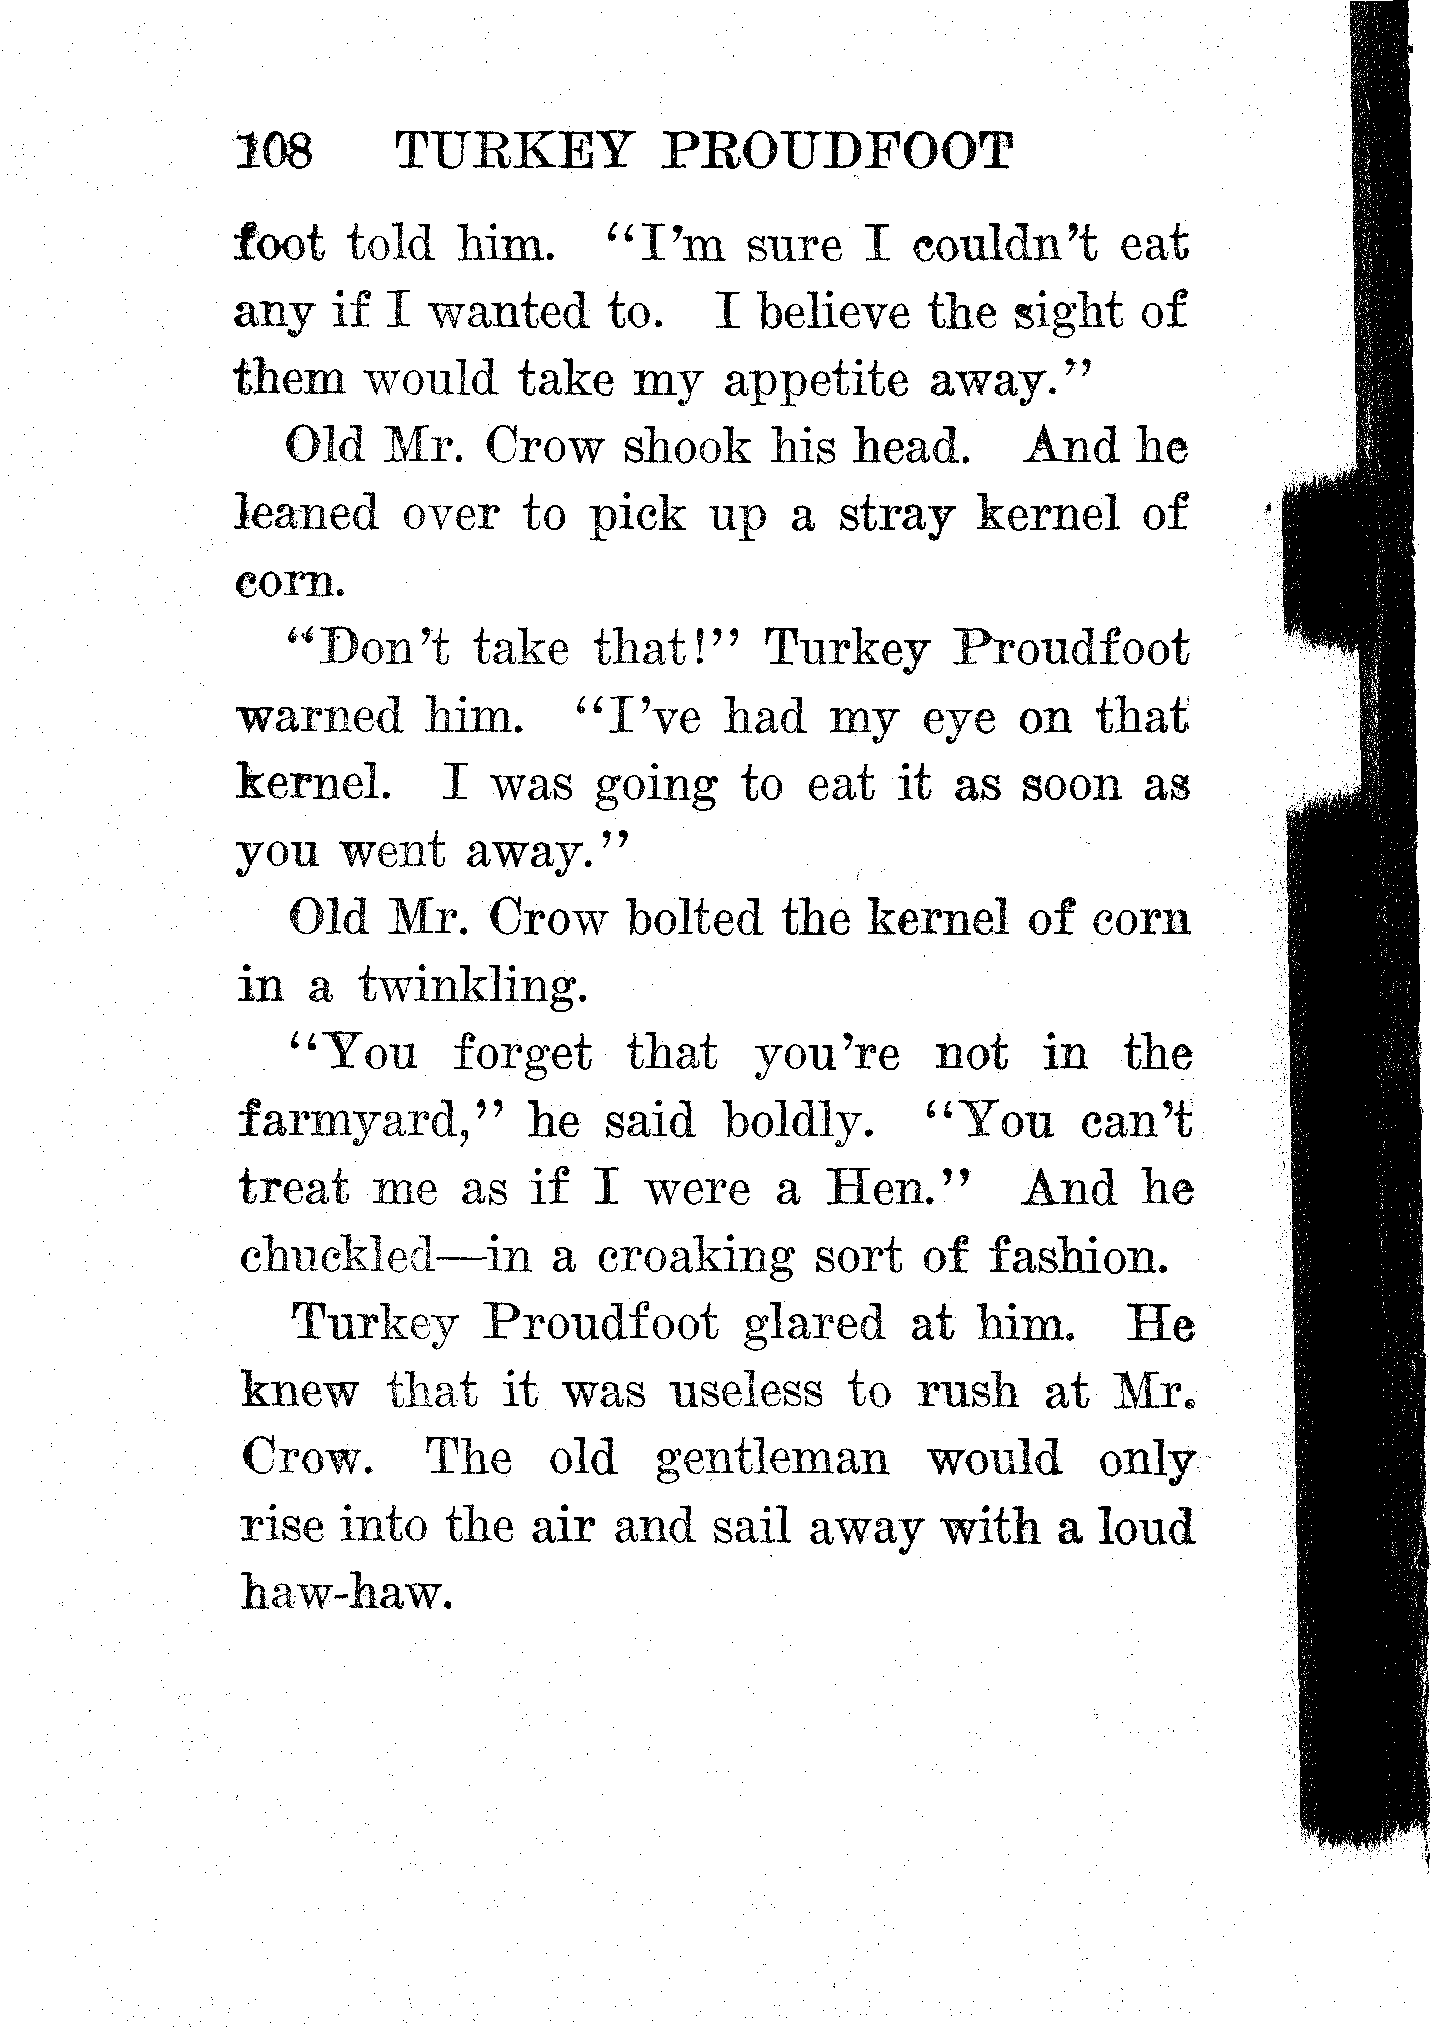 108 TURKEY PROUDFOOT
foot told him. "I'm sure I couldn't eat
any if I wanted to. I believe the sight of
them would take my appetite away."
Old Mr. Crow shook his head. And he
leaned over to pick up a stray kernel of
corn.
"Don't take that!" Turkey Proudfoot
warned him. "I've had my eye on that
kernel. I was going to eat it as soon as
you went away."
Old Mr. Crow bolted the kernel of corn
in a twinkling.
"You forget that you're not in the
farmyard," he said boldly. "You can't
treat me as if I were a Hen." And he
chuckled—in a croaking sort of fashion.
Turkey Proudfoot glared at him. He
knew that it was useless to rush at Mr.
Crow. The old gentleman would only
rise into the air and sail away with a loud
haw-haw.